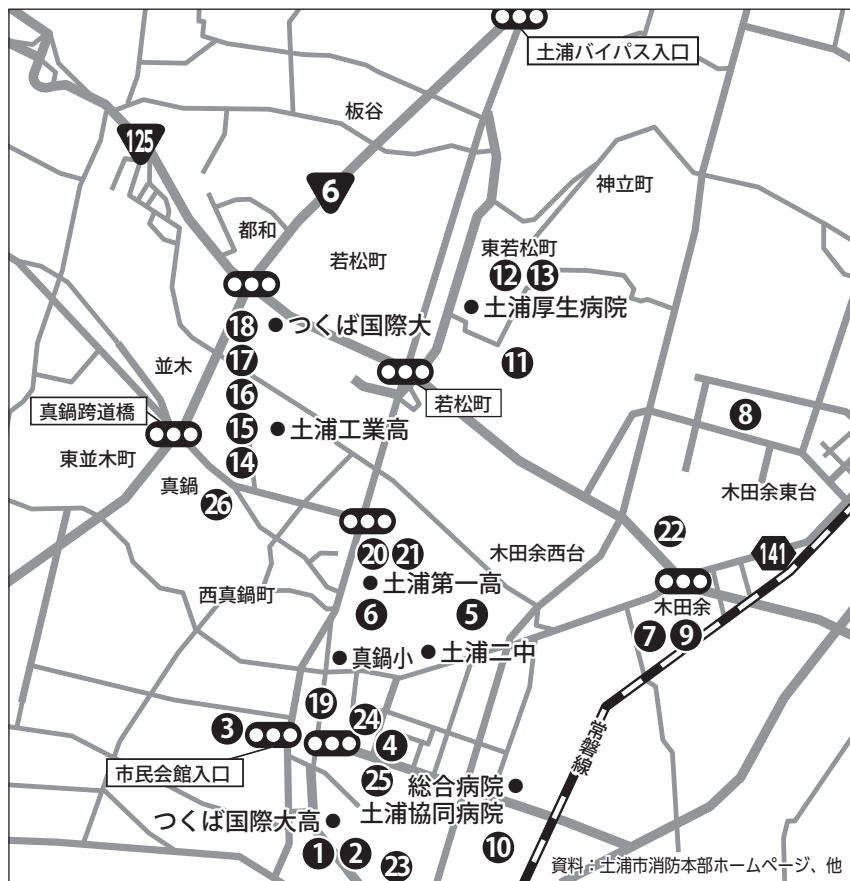 土浦バイパス入口
板谷
125
6
神立町
都和
若松町
東若松町
12 13
土浦厚生病院
18 つくば国際大
17
11
並木
16
若松町
真鍋跨道橋
15 土浦工業高
8
東並木町
14
真鍋
26
木田余東台
22
20 21
木田余西台
141
土浦第一高
西真鍋町
木田余
6
5
7 9
真鍋小
土浦二中
19
24
3
4
常磐線
市民会館入口
25
総合病院
土浦協同病院
つくば国際大高
1 2
23
10
資料：土浦市消防本部ホームページ、他